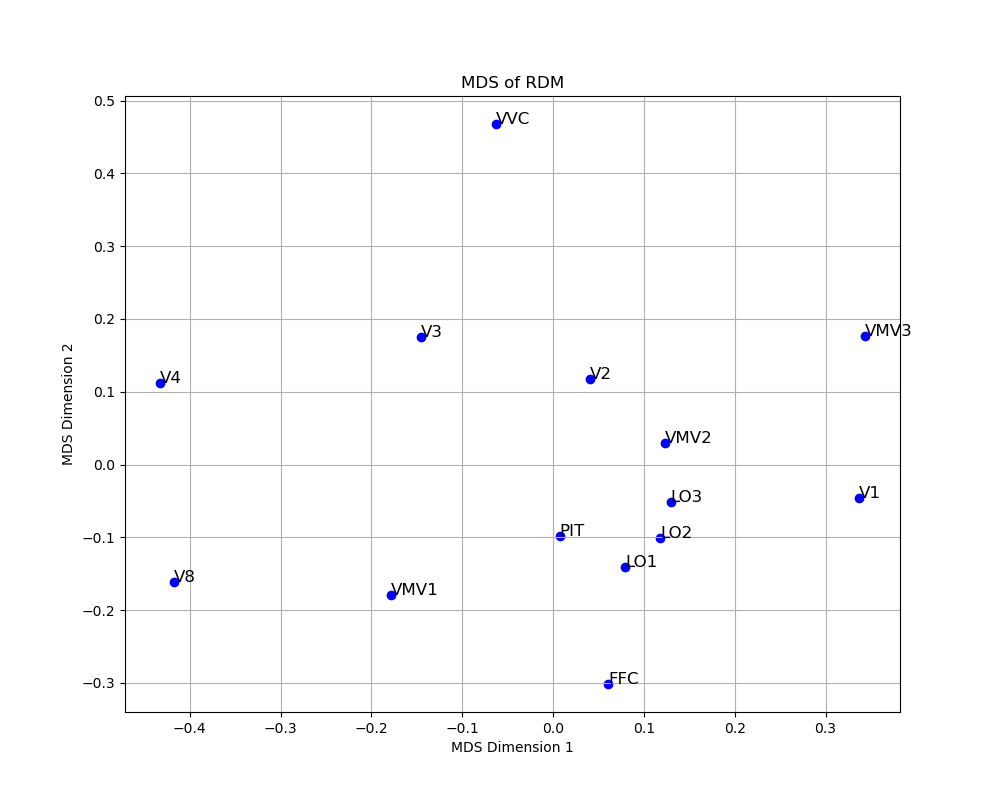 MDS of RDM
0.5
VVC
0.4
0.3
0.2
V3
VMV3
V4
V2
0.1
VMV2
0.0
LO3
V1
PIT
LO2
−0.1
LO1
V8
VMV1
−0.2
FFC
−0.3
MDS Dimension 2
−0.4 −0.3 −0.2 −0.1 0.0 0.1 0.2 0.3
MDS Dimension 1